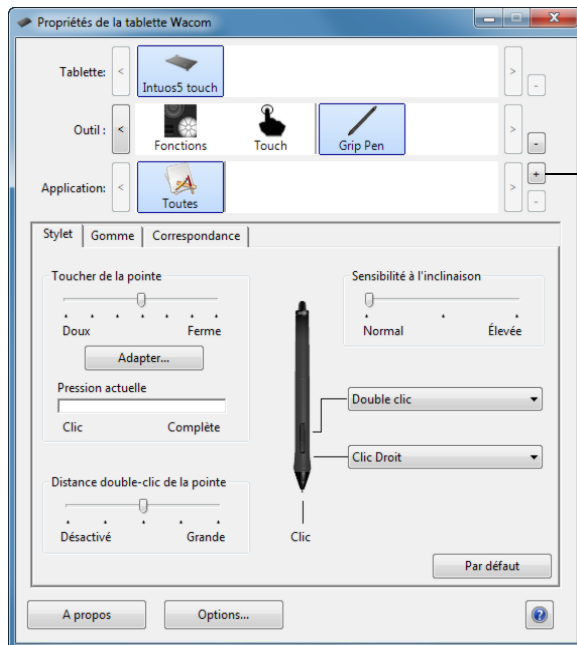 Propriétés de la tablette Wacom
Tablette: < Intuos5 touch > -
Outil : < Fonctions Touch Grip Pen > -
Application: < Toutes > + -
Stylet Gomme Correspondance
Toucher de la pointe
Doux Ferme
Adapter...
Pression actuelle
Clic Complète
Distance double-clic de la pointe
Désactivé Grande
Sensibilité à l'inclinaison
Normal Élevée
Double clic
Clic Droit
Clic
Par défaut
A propos Options... ?